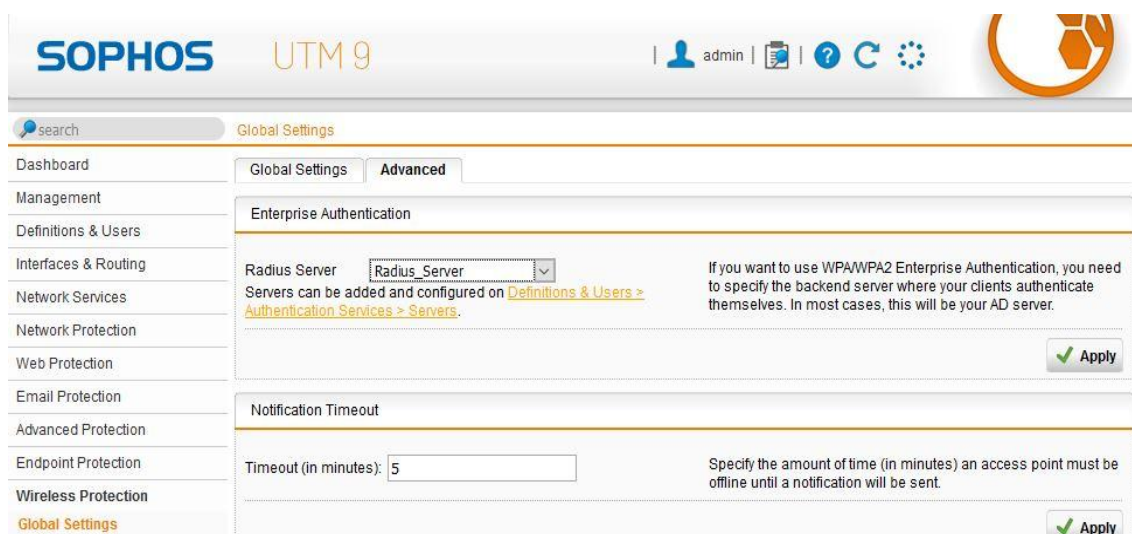 SOPHOS UTM 9
| admin | |
search
Global Settings
Dashboard
Management
Definitions & Users
Interfaces & Routing
Network Services
Network Protection
Web Protection
Email Protection
Advanced Protection
Endpoint Protection
Wireless Protection
Global Settings
Global Settings Advanced
Enterprise Authentication
Radius Server Radius_Server
Servers can be added and configured on Definitions & Users >
Authentication Services > Servers.
If you want to use WPA/WPA2 Enterprise Authentication, you need
to specify the backend server where your clients authenticate
themselves. In most cases, this will be your AD server.
Apply
Notification Timeout
Timeout (in minutes): 5
Specify the amount of time (in minutes) an access point must be
offline until a notification will be sent.
Apply